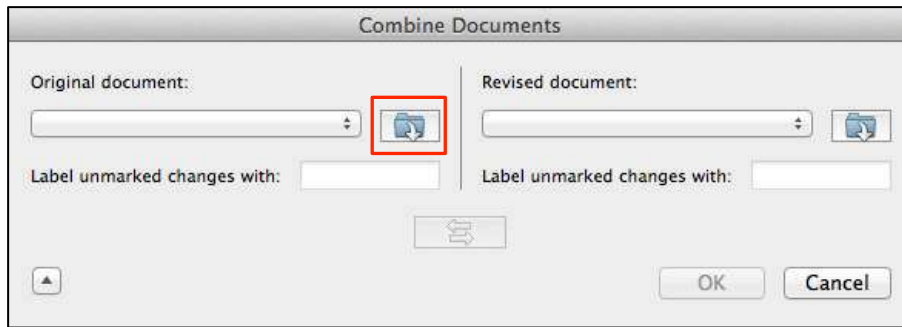 Combine Documents
Original document:
Revised document:
Label unmarked changes with:
Label unmarked changes with:
OK
Cancel